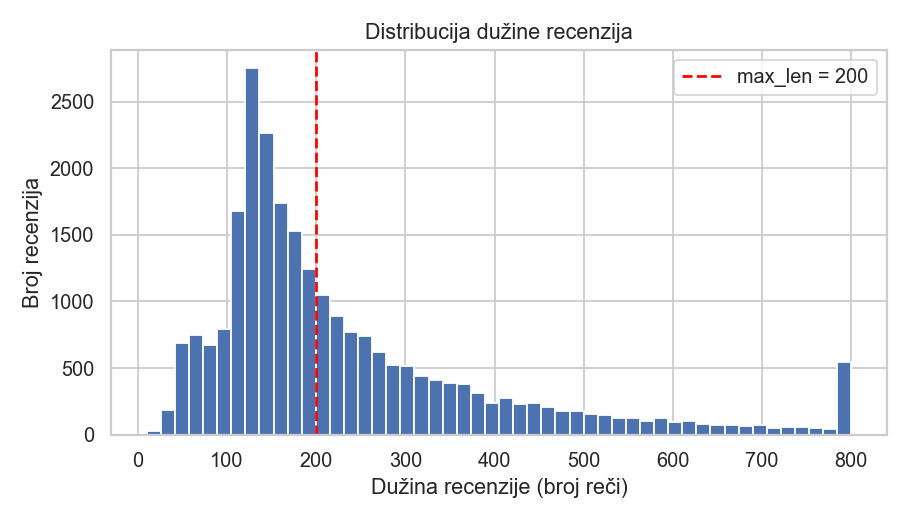 Distribucija dužine recenzija
max_len = 200
Broj recenzija
2500
2000
1500
1000
500
0
0 100 200 300 400 500 600 700 800
Dužina recenzije (broj reči)